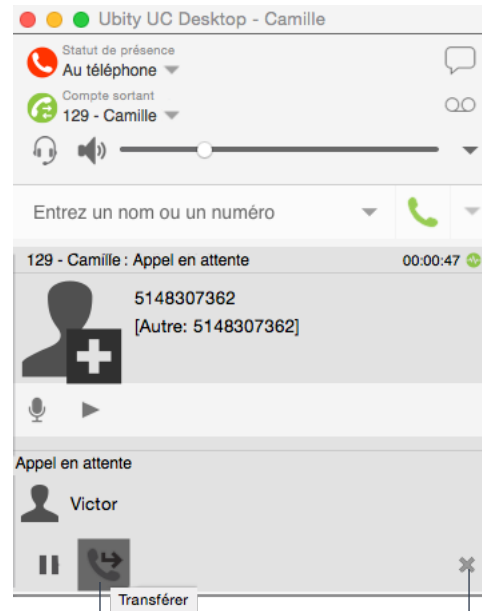 Ubity UC Desktop - Camille
Statut de présence
Au téléphone
Compte sortant
129 - Camille
Entrez un nom ou un numéro
129 - Camille : Appel en attente 00:00:47
5148307362
[Autre: 5148307362]
Appel en attente
Victor
Transférer